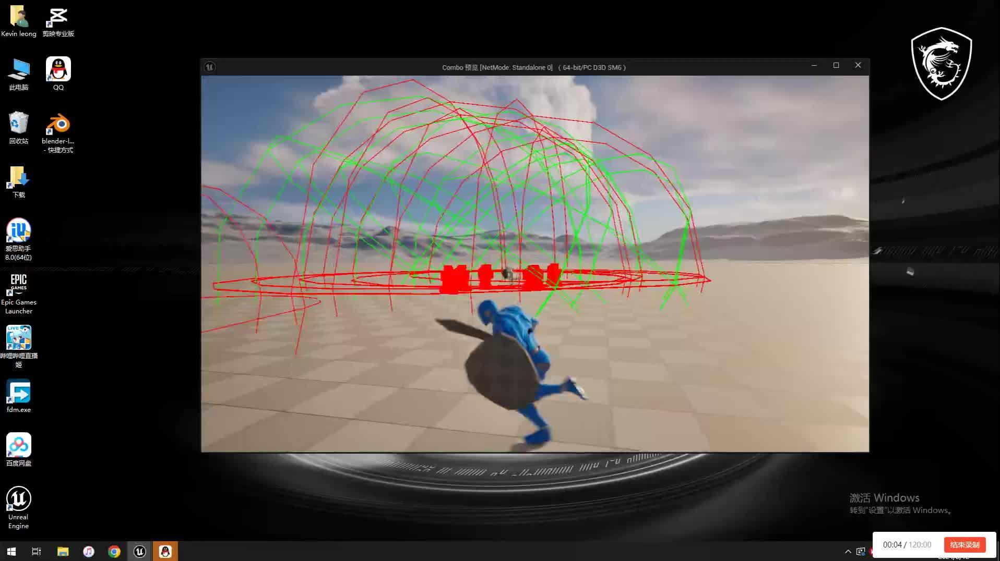 Kevin leong
剪映专业版
此电脑
QQ
回收站
blender-l...
- 快捷方式
下载
爱思助手
8.0(64位)
EPIC
GAMES
Epic Games
Launcher
LIVE
哔哩哔哩直播
姬
fdm.exe
百度网盘
Unreal
Engine
Combo 预览 [NetMode: Standalone 0] ( 64-bit/PC D3D SM6 )
激活 Windows
转到"设置"以激活 Windows。
00:04 / 120:00
结束录制